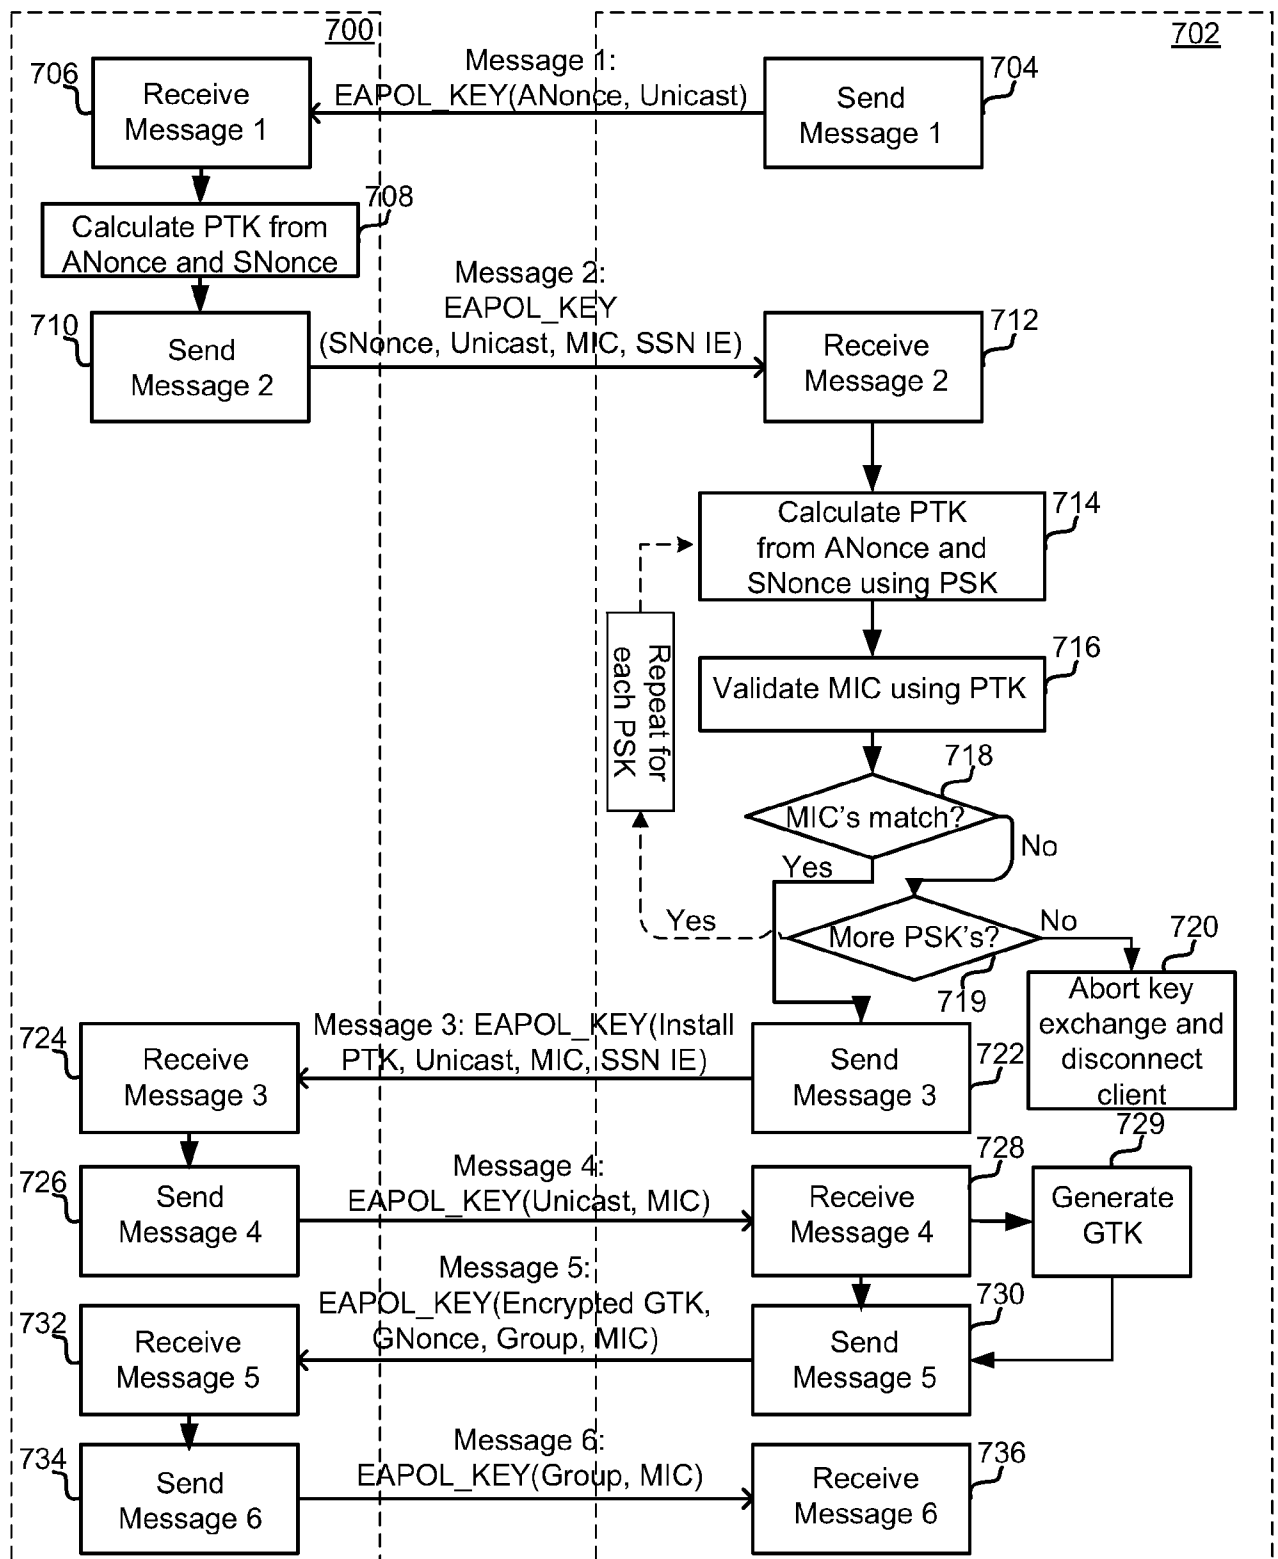 700
702
706
Receive
Message 1
Message 1:
EAPOL_KEY(ANonce, Unicast)
704
Send
Message 1
708
Calculate PTK from
ANonce and SNonce
710
Send
Message 2
Message 2:
EAPOL_KEY
(SNonce, Unicast, MIC, SSN IE)
712
Receive
Message 2
714
Calculate PTK
from ANonce and
SNonce using PSK
716
Validate MIC using PTK
Repeat for
each PSK
718
MIC's match?
No
Yes
More PSK's?
Yes
No
719
720
Abort key
exchange and
disconnect
client
724
Receive
Message 3
Message 3: EAPOL_KEY(Install
PTK, Unicast, MIC, SSN IE)
Send
Message 3
722
726
Send
Message 4
Message 4:
EAPOL_KEY(Unicast, MIC)
728
Receive
Message 4
729
Generate
GTK
732
Receive
Message 5
Message 5:
EAPOL_KEY(Encrypted GTK,
GNonce, Group, MIC)
730
Send
Message 5
734
Send
Message 6
Message 6:
EAPOL_KEY(Group, MIC)
736
Receive
Message 6